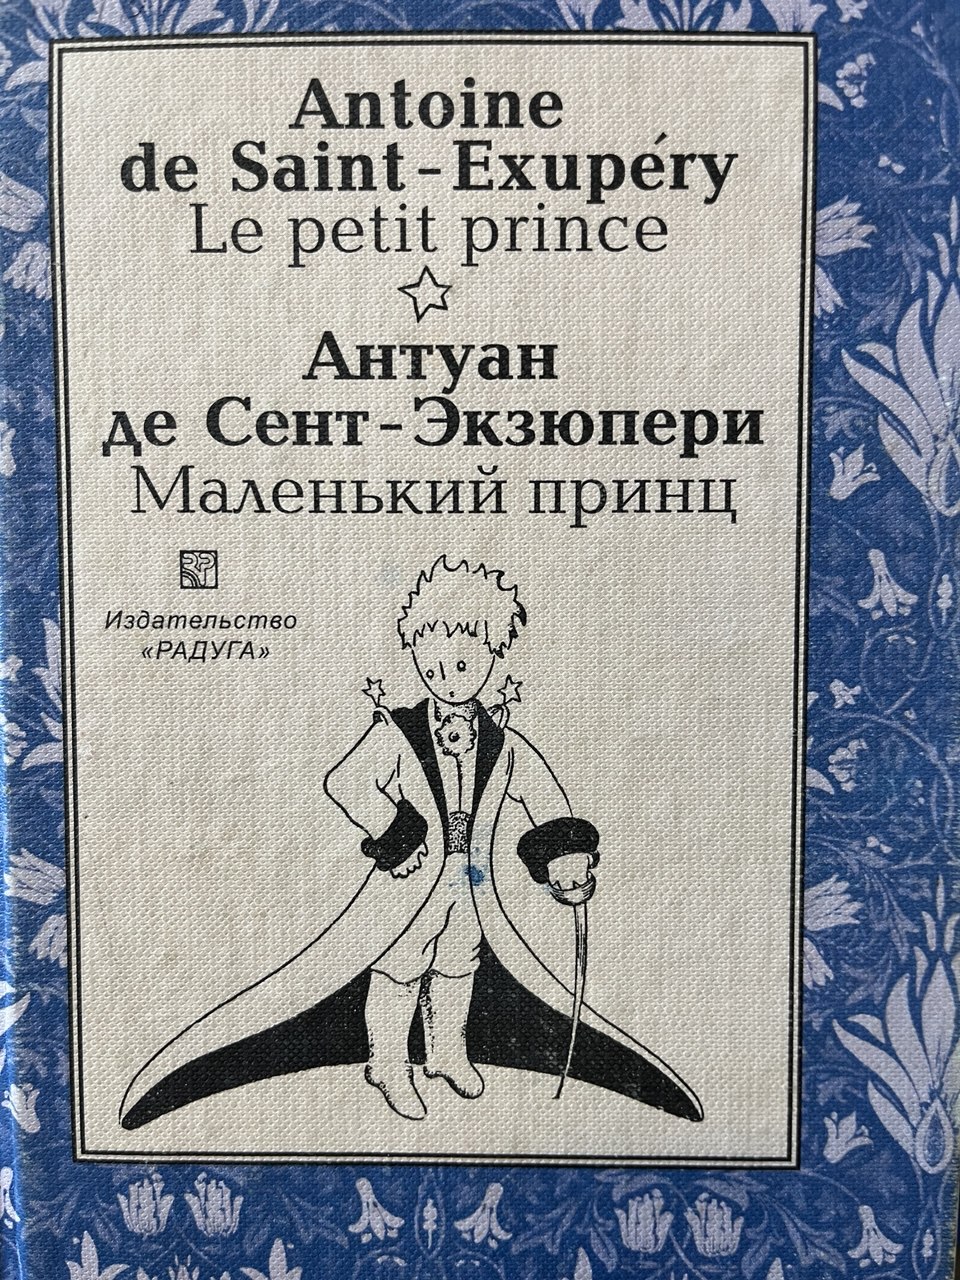 Antoine
de Saint-Exupéry
Le petit prince
Антуан
де Сент-Экзюпери
Маленький принц
Издательство
«РАДУГА»